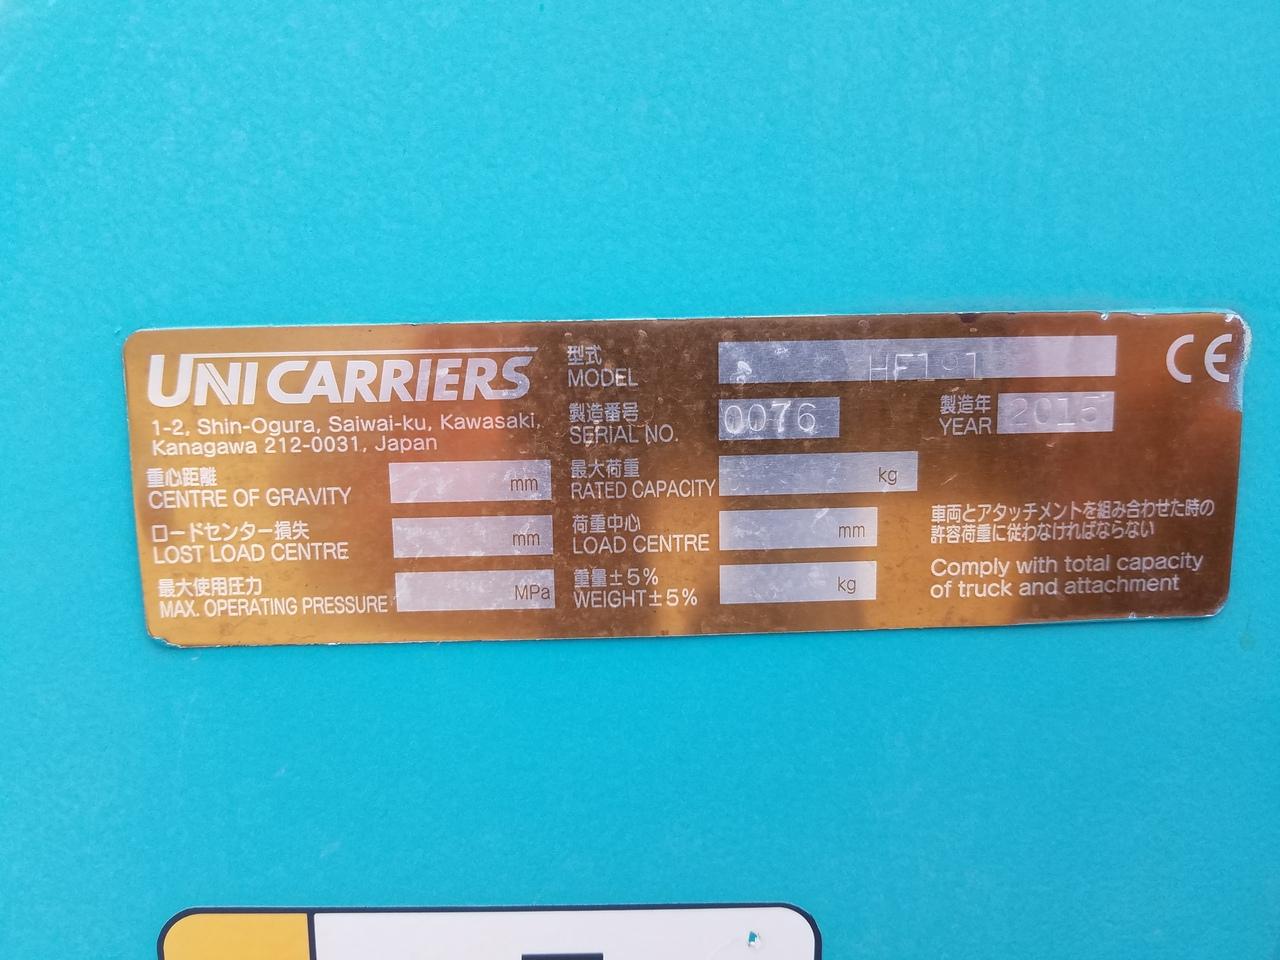 UNICARRIERS
1-2, Shin-Ogura, Saiwai-ku, Kawasaki,
Kanagawa 212-0031, Japan
重心距離
CENTRE OF GRAVITY mm
ロードセンター損失
LOST LOAD CENTRE mm
最大使用圧力
MAX. OPERATING PRESSURE MPa
型式
MODEL HF191
製造番号
SERIAL NO. 0076
製造年
YEAR 2015
最大荷重
RATED CAPACITY kg
荷重中心
LOAD CENTRE mm
重量±5%
WEIGHT±5% kg
CE
車両とアタッチメントを組み合わせた時の
許容荷重に従わなければならない
Comply with total capacity
of truck and attachment